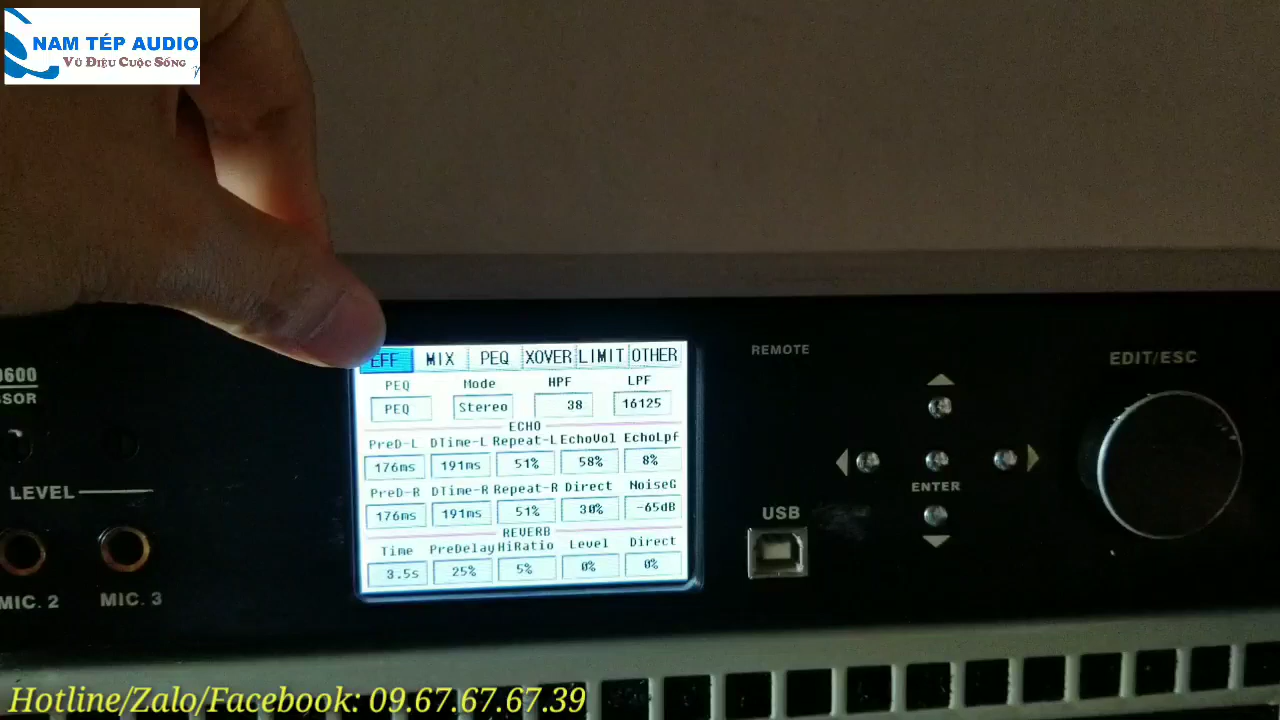 NAM TÉP AUDIO
Vũ Điệu Cuộc Sống
EFF MIX PEQ XOVER LIMIT OTHER
PEQ Mode HPF LPF
PEQ Stereo 38 16125
ECHO
PreD-L DTime-L Repeat-L EchoVol EchoLpf
176ms 191ms 51% 58% 8%
PreD-R DTime-R Repeat-R Direct NoiseG
176ms 191ms 51% 30% -65dB
REVERB
Time PreDelay HiRatio Level Direct
3.5s 25% 5% 0% 0%
LEVEL
MIC. 2 MIC. 3
REMOTE
EDIT/ESC
ENTER
USB
Hotline/Zalo/Facebook: 09.67.67.67.39